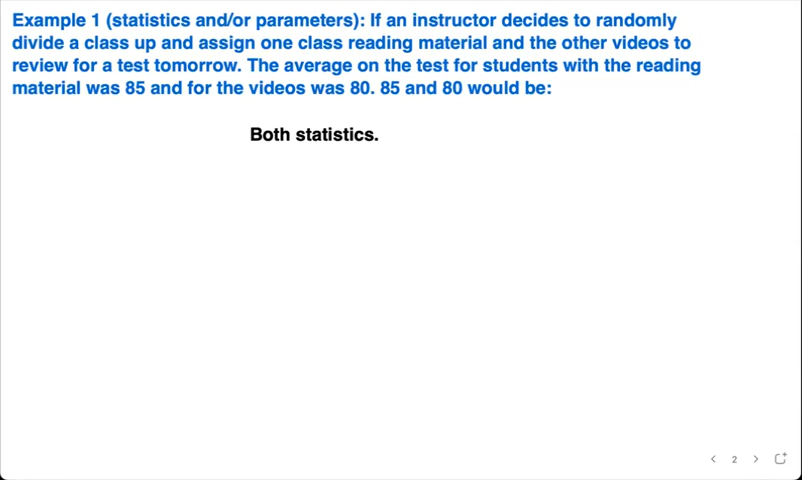 Example 1 (statistics and/or parameters): If an instructor decides to randomly
divide a class up and assign one class reading material and the other videos to
review for a test tomorrow. The average on the test for students with the reading
material was 85 and for the videos was 80. 85 and 80 would be:
Both statistics.
2